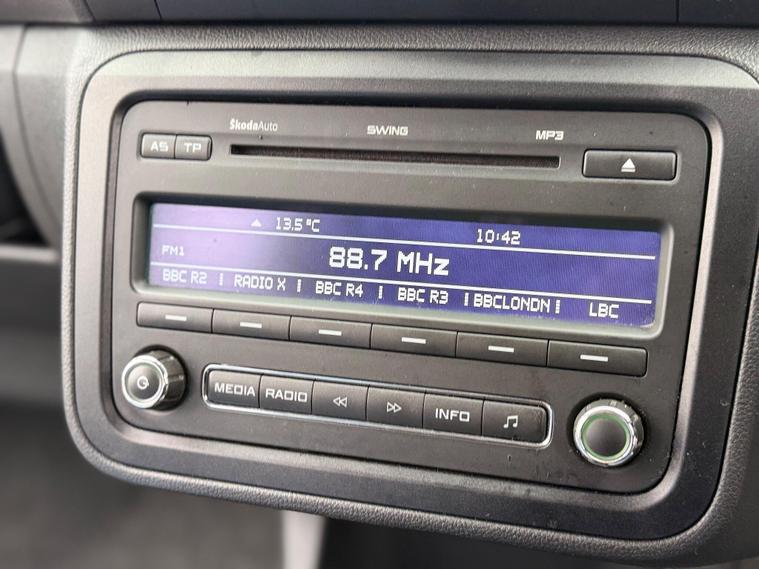 ŠkodaAuto SWING MP3
AS TP
13.5°C 10:42
88.7 MHz
FM1
BBC R2 RADIO X BBC R4 BBC R3 BBCLONDN LBC
MEDIA RADIO INFO